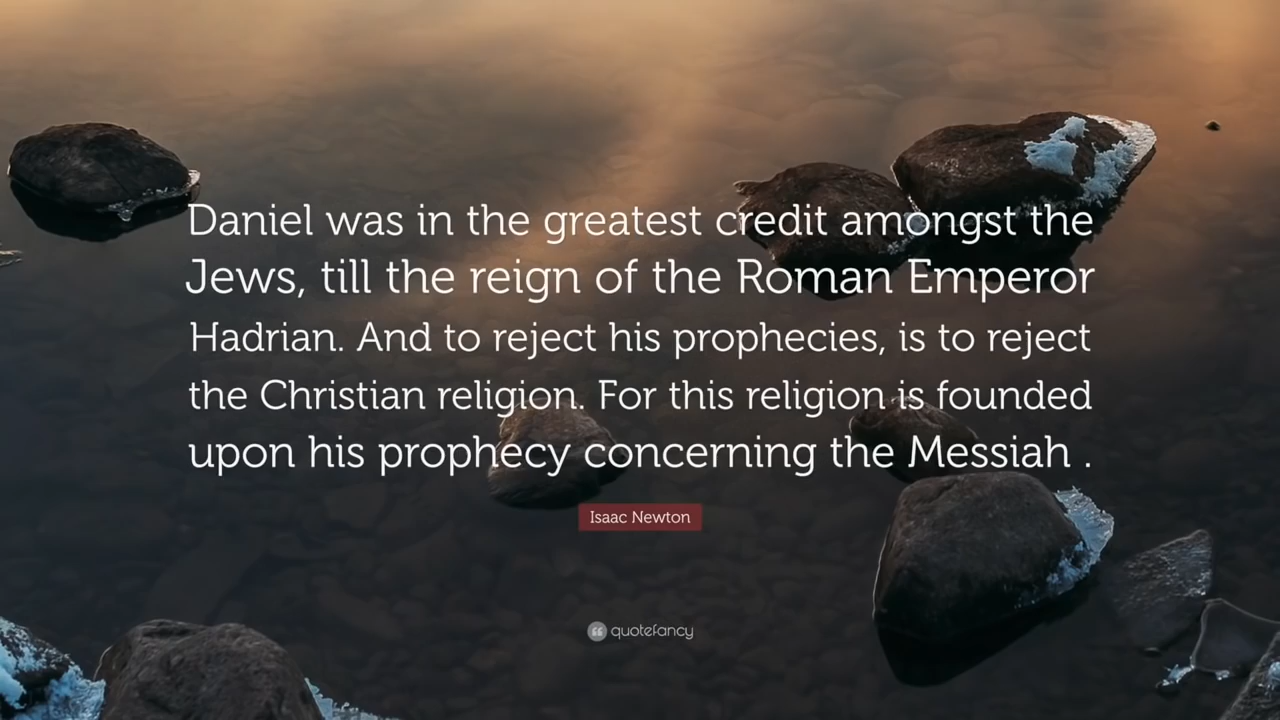 Daniel was in the greatest credit amongst the
Jews, till the reign of the Roman Emperor
Hadrian. And to reject his prophecies, is to reject
the Christian religion. For this religion is founded
upon his prophecy concerning the Messiah .
Isaac Newton
quotefancy